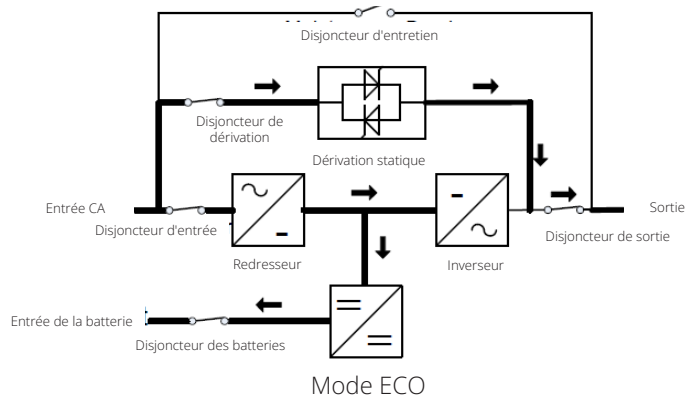 Disjoncteur d'entretien
Disjoncteur de
dérivation
Dérivation statique
Entrée CA
Sortie
Disjoncteur d'entrée
Disjoncteur de sortie
Redresseur
Inverseur
Entrée de la batterie
Disjoncteur des batteries
Mode ECO